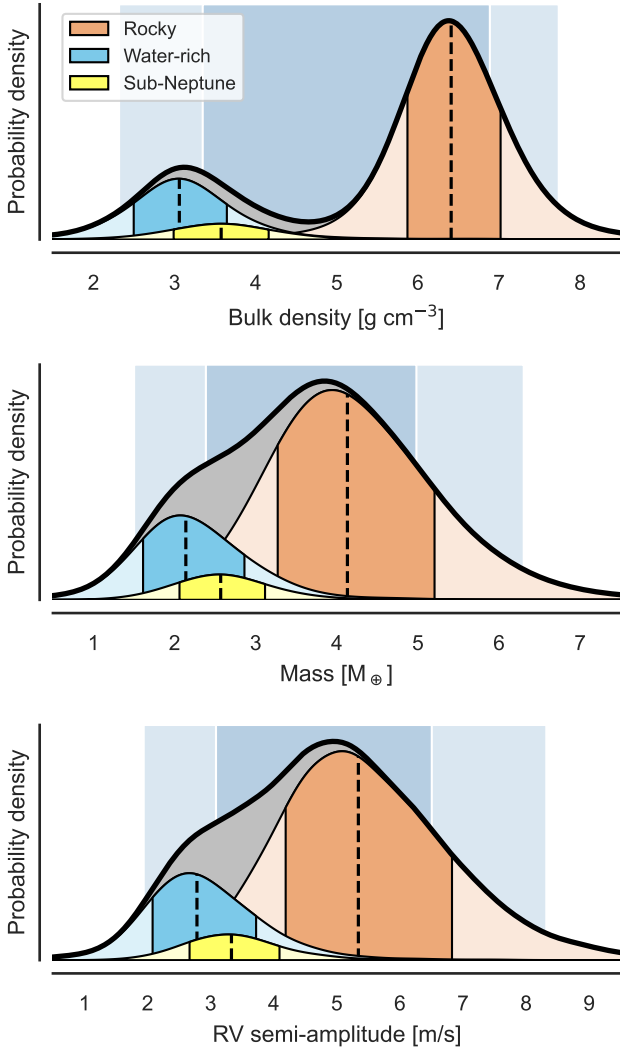 Rocky
Water-rich
Sub-Neptune
Probability density
2 3 4 5 6 7 8
Bulk density [g cm⁻³]
Probability density
1 2 3 4 5 6 7
Mass [M⊕]
Probability density
1 2 3 4 5 6 7 8 9
RV semi-amplitude [m/s]